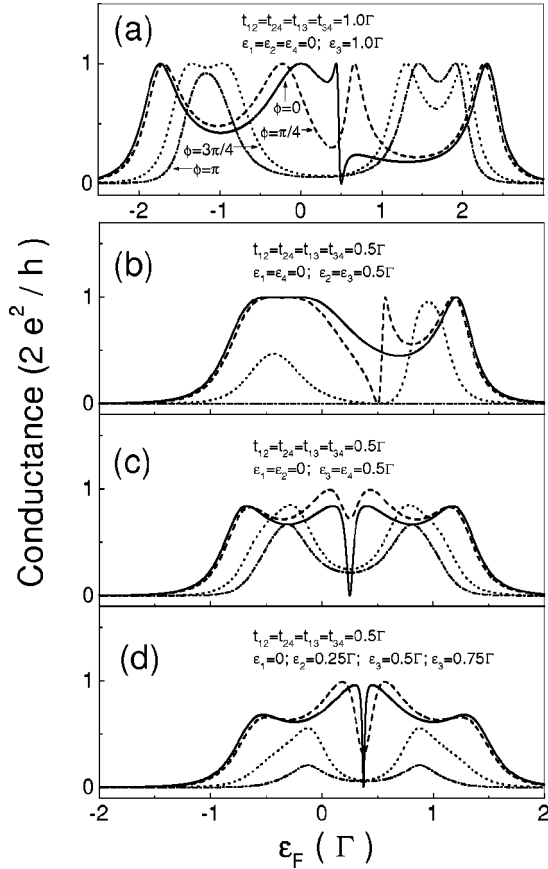 Conductance (2 e² / h)
(a)
t₁₂=t₂₄=t₁₃=t₃₄=1.0Γ
ε₁=ε₂=ε₄=0; ε₃=1.0Γ
1
0
ϕ=0
ϕ=π/4
ϕ=3π/4
ϕ=π
-2 -1 0 1 2
(b)
t₁₂=t₂₄=t₁₃=t₃₄=0.5Γ
ε₁=ε₄=0; ε₂=ε₃=0.5Γ
1
0
(c)
t₁₂=t₂₄=t₁₃=t₃₄=0.5Γ
ε₁=ε₂=0; ε₃=ε₄=0.5Γ
1
0
(d)
t₁₂=t₂₄=t₁₃=t₃₄=0.5Γ
ε₁=0; ε₂=0.25Γ; ε₃=0.5Γ; ε₃=0.75Γ
1
0
-2 -1 0 1 2
ε_F ( Γ )